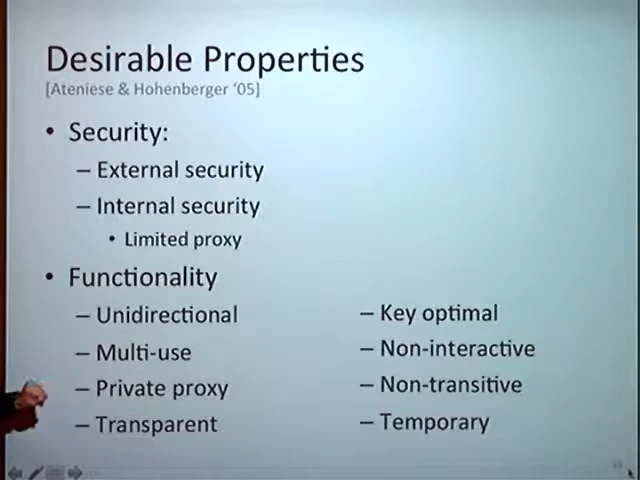 Desirable Properties
[Ateniese & Hohenberger ‘05]
• Security:
– External security
– Internal security
• Limited proxy
• Functionality
– Unidirectional
– Multi-use
– Private proxy
– Transparent
– Key optimal
– Non-interactive
– Non-transitive
– Temporary